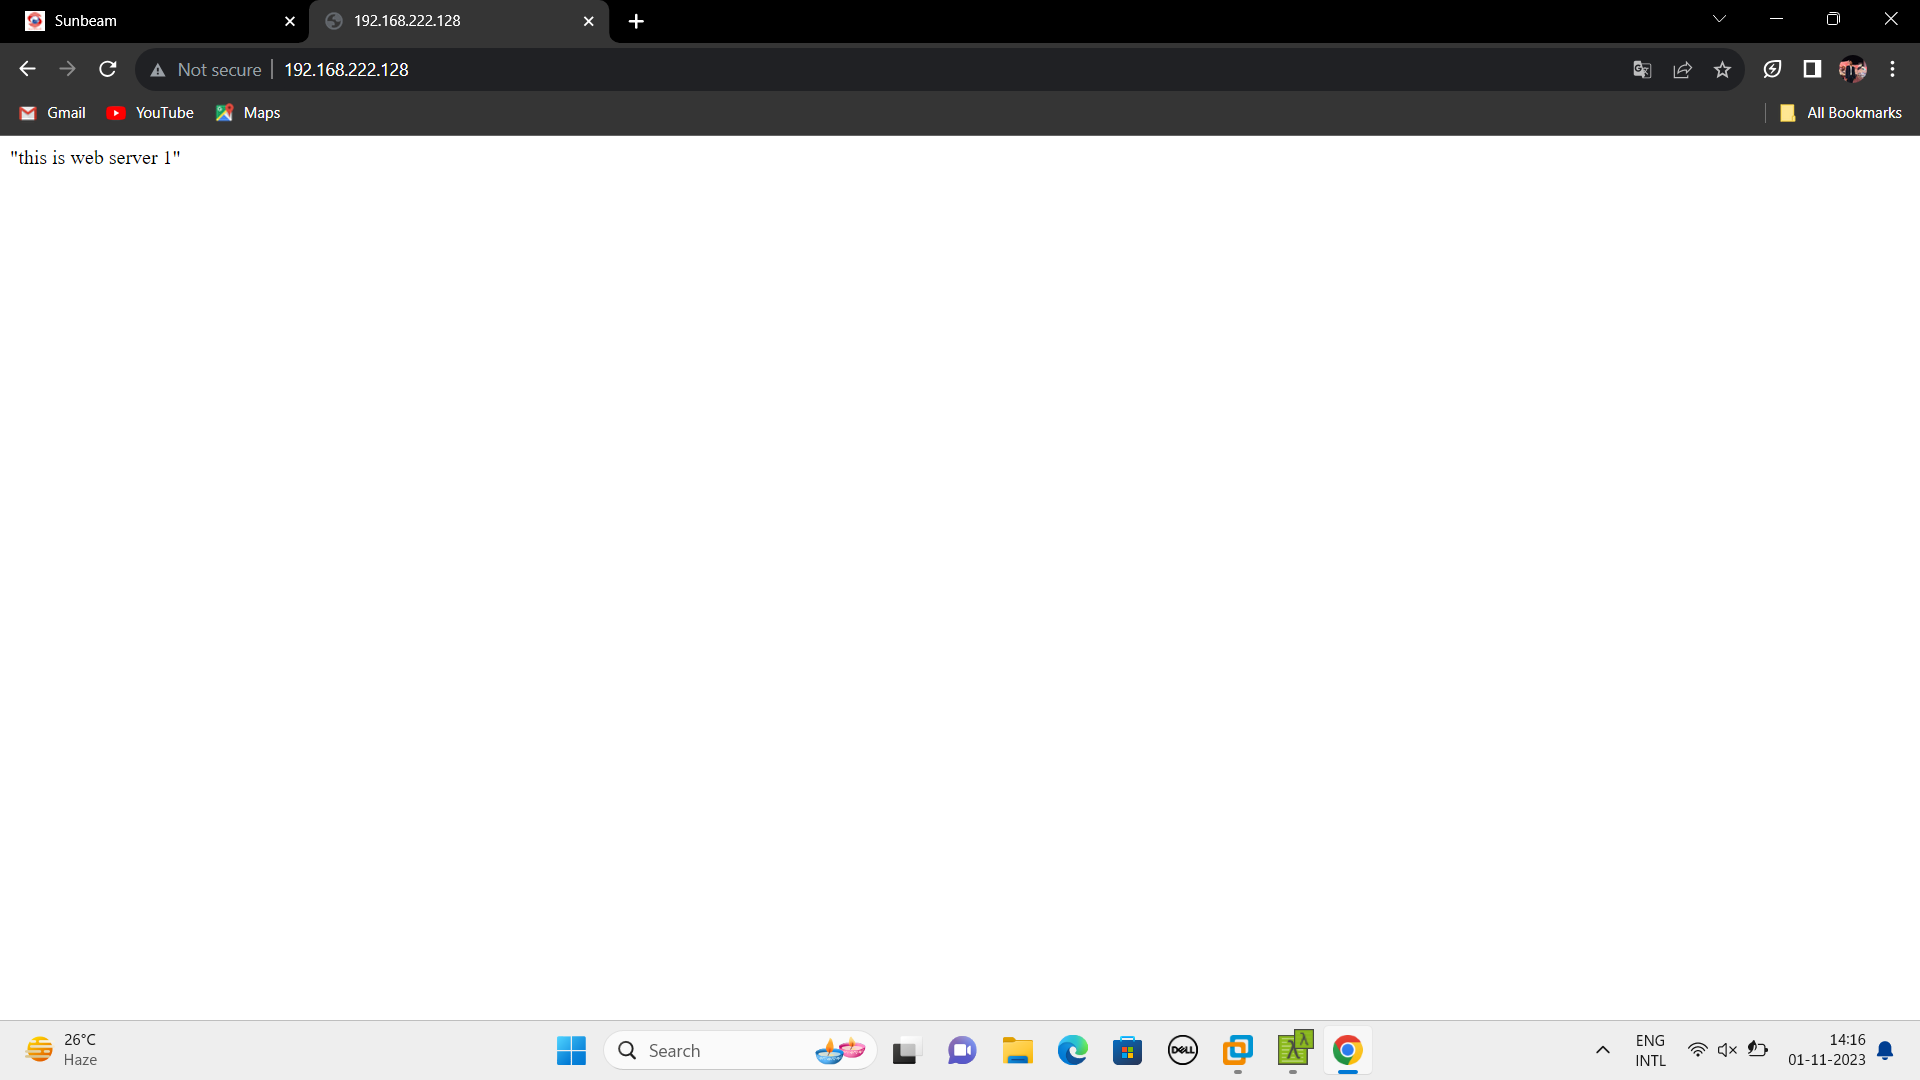 Sunbeam
192.168.222.128
Not secure
192.168.222.128
Gmail
YouTube
Maps
All Bookmarks
"this is web server 1"
26°C
Haze
Search
DELL
ENG
INTL
14:16
01-11-2023